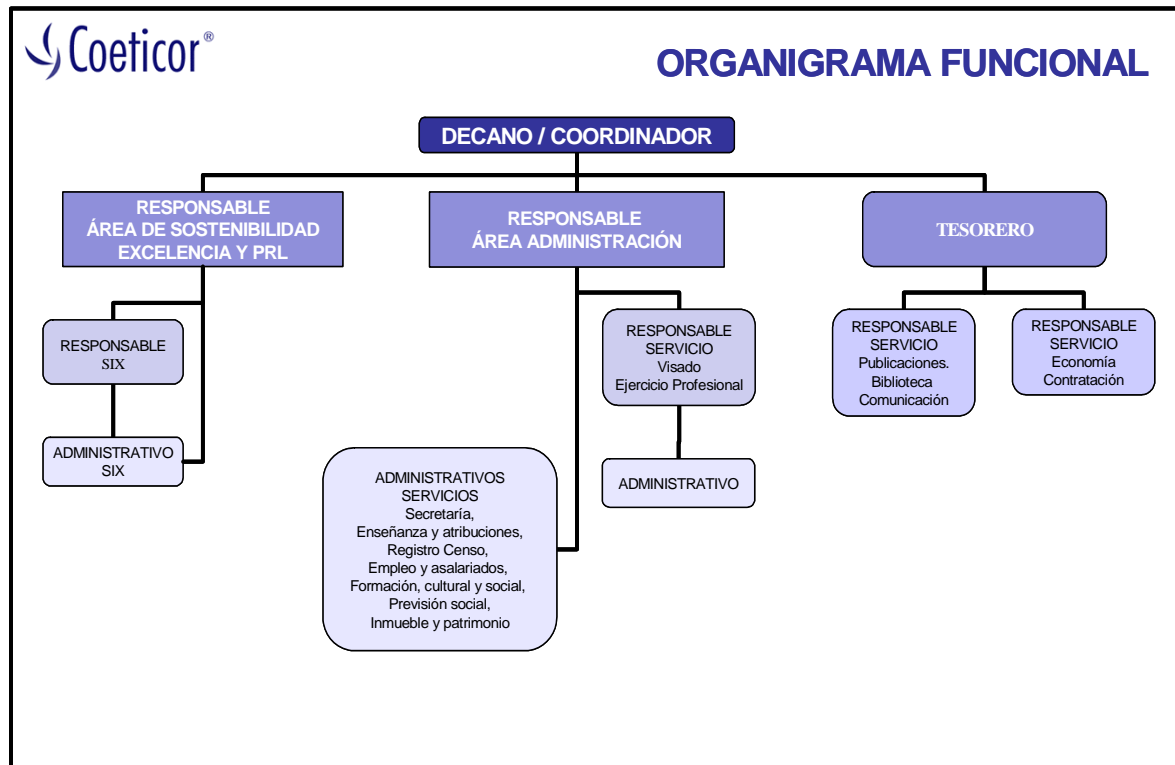 Coeticor®
ORGANIGRAMA FUNCIONAL
DECANO / COORDINADOR
RESPONSABLE
ÁREA DE SOSTENIBILIDAD
EXCELENCIA Y PRL
RESPONSABLE
ÁREA ADMINISTRACIÓN
TESORERO
RESPONSABLE
SIX
ADMINISTRATIVO
SIX
RESPONSABLE
SERVICIO
Visado
Ejercicio Profesional
ADMINISTRATIVO
ADMINISTRATIVOS
SERVICIOS
Secretaría,
Enseñanza y atribuciones,
Registro Censo,
Empleo y asalariados,
Formación, cultural y social,
Previsión social,
Inmueble y patrimonio
RESPONSABLE
SERVICIO
Publicaciones.
Biblioteca
Comunicación
RESPONSABLE
SERVICIO
Economía
Contratación